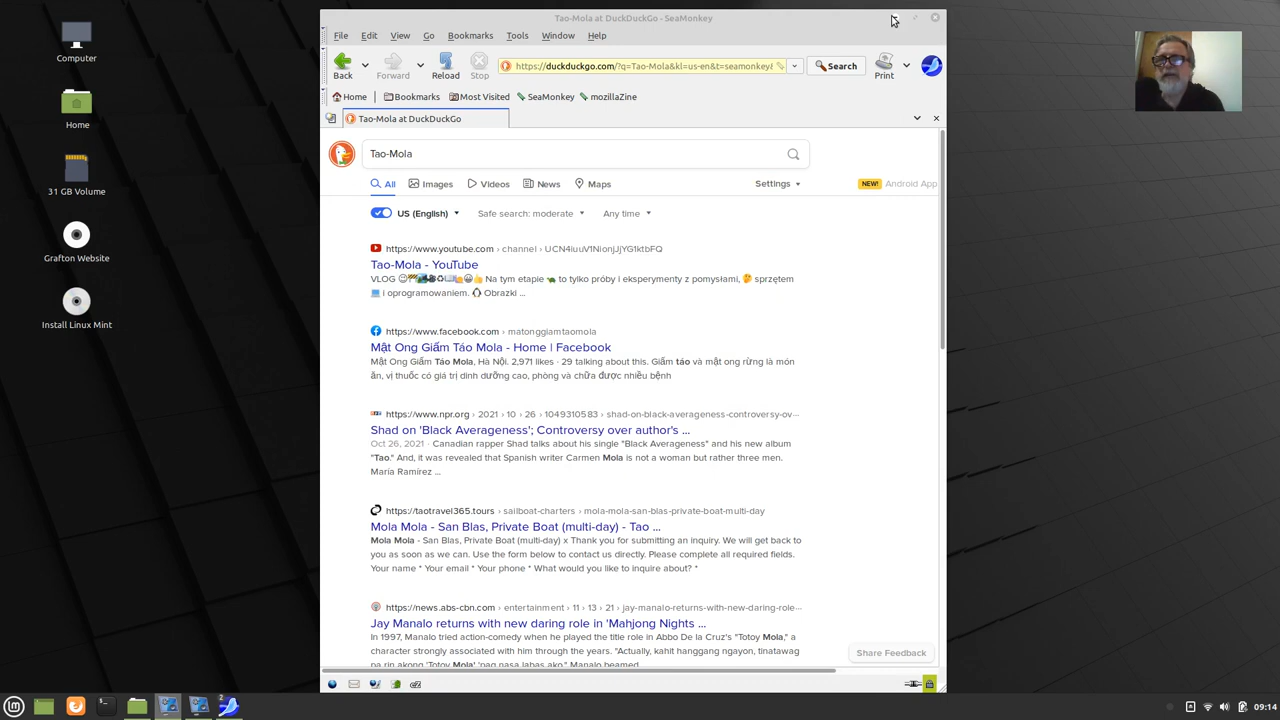 Computer
Home
31 GB Volume
Grafton Website
Install Linux Mint
Tao-Mola at DuckDuckGo - SeaMonkey
File Edit View Go Bookmarks Tools Window Help
Back Forward Reload Stop
https://duckduckgo.com/?q=Tao-Mola&kl=us-en&t=seamonkey&
Search
Print
Home Bookmarks Most Visited SeaMonkey mozillaZine
Tao-Mola at DuckDuckGo
Tao-Mola
All Images Videos News Maps Settings NEW! Android App
US (English) Safe search: moderate Any time
https://www.youtube.com › channel › UCN4iuuV1NionjJjYG1ktbFQ
Tao-Mola - YouTube
VLOG Na tym etapie 🐢 to tylko próby i eksperymenty z pomysłami, 🤔 sprzętem
💻 i oprogramowaniem. 🐧 Obrazki ...
https://www.facebook.com › matonggiamtaomola
Mật Ong Giấm Táo Mola - Home | Facebook
Mật Ong Giấm Táo Mola, Hà Nội. 2,971 likes · 29 talking about this. Giấm táo và mật ong rừng là món
ăn, vị thuốc có giá trị dinh dưỡng cao, phòng và chữa được nhiều bệnh
https://www.npr.org › 2021 › 10 › 26 › 1049310583 › shad-on-black-averageness-controversy-ov···
Shad on 'Black Averageness'; Controversy over author's ...
Oct 26, 2021 · Canadian rapper Shad talks about his single "Black Averageness" and his new album
"Tao." And, it was revealed that Spanish writer Carmen Mola is not a woman but rather three men.
María Ramírez ...
https://taotravel365.tours › sailboat-charters › mola-mola-san-blas-private-boat-multi-day
Mola Mola - San Blas, Private Boat (multi-day) - Tao ...
Mola Mola - San Blas, Private Boat (multi-day) x Thank you for submitting an inquiry. We will get back to
you as soon as we can. Use the form below to contact us directly. Please complete all required fields.
Your name * Your email * Your phone * What would you like to inquire about? *
https://news.abs-cbn.com › entertainment › 11 › 13 › 21 › jay-manalo-returns-with-new-daring-role···
Jay Manalo returns with new daring role in 'Mahjong Nights ...
In 1997, Manalo tried action-comedy when he played the title role in Abbo De la Cruz's "Totoy Mola," a
character strongly associated with him through the years. "Actually, kahit hanggang ngayon, tinatawag
pa rin akong 'Totoy Mola' 'pag nasa labas ako," Manalo beamed.
Share Feedback
2
09:14